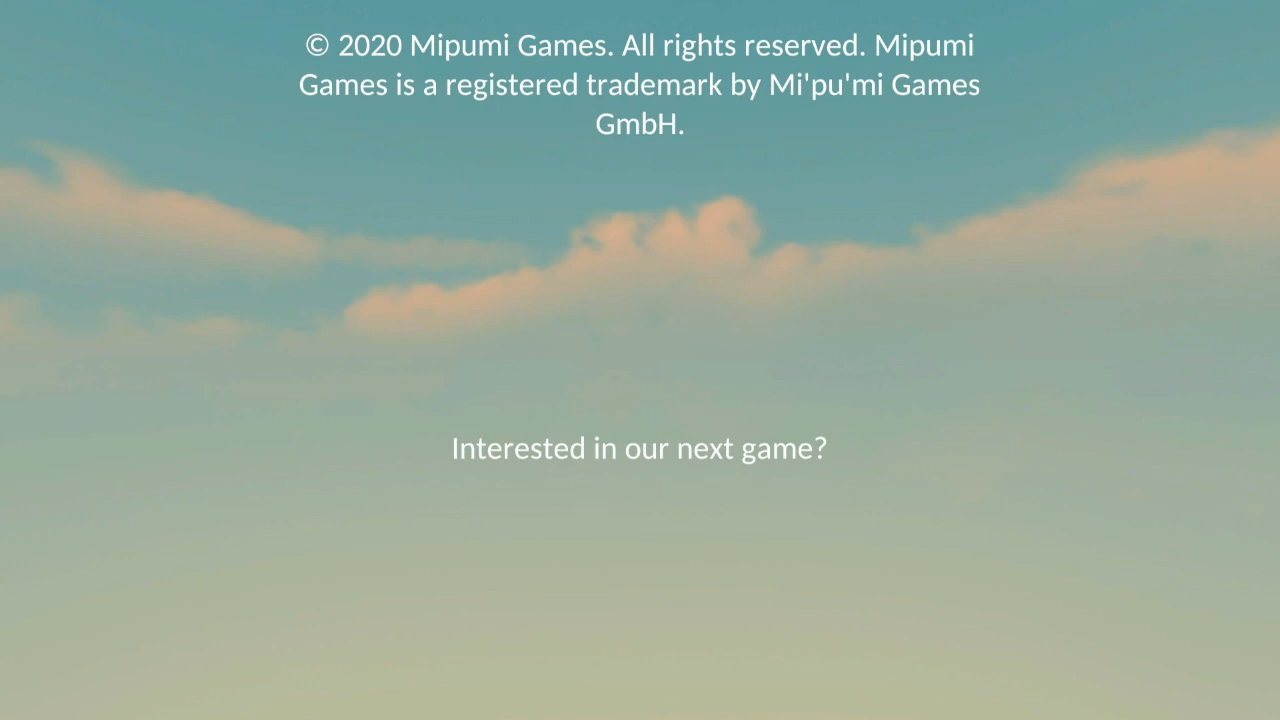 © 2020 Mipumi Games. All rights reserved. Mipumi
Games is a registered trademark by Mi'pu'mi Games
GmbH.
Interested in our next game?